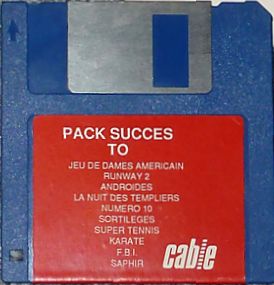 PACK SUCCES
TO
JEU DE DAMES AMERICAIN
RUNWAY 2
ANDROIDES
LA NUIT DES TEMPLIERS
NUMERO 10
SORTILEGES
SUPER TENNIS
KARATE
F.B.I.
SAPHIR
cable